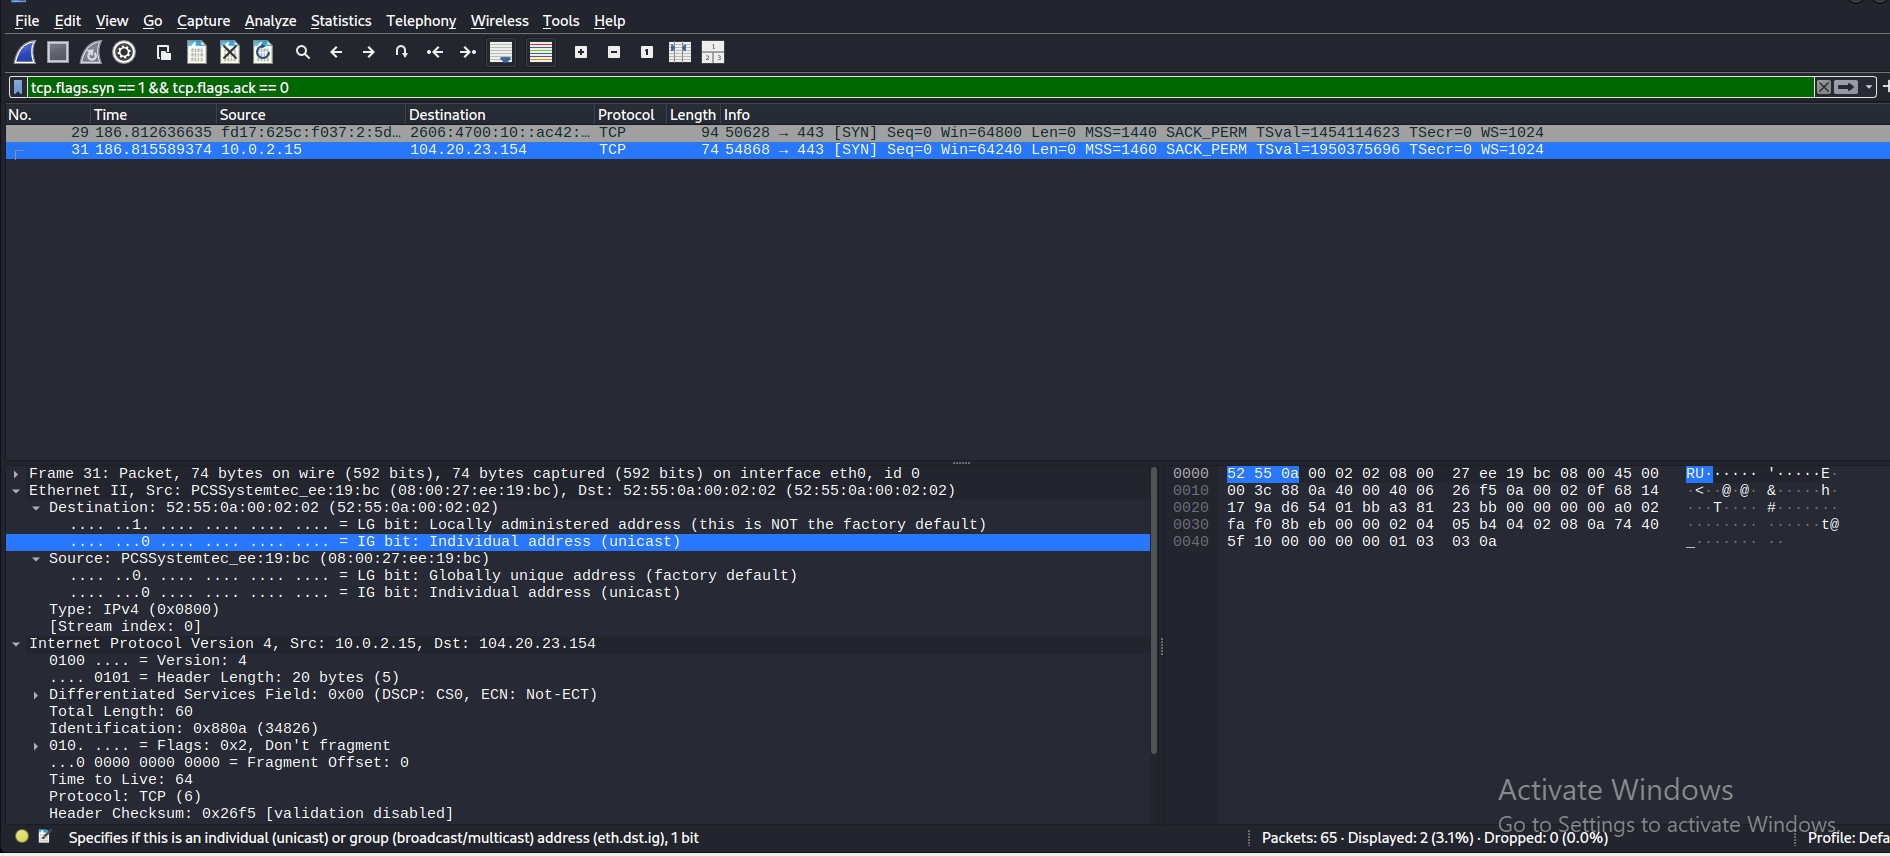 File Edit View Go Capture Analyze Statistics Telephony Wireless Tools Help
tcp.flags.syn == 1 && tcp.flags.ack == 0
No. Time Source Destination Protocol Length Info
29 186.812636635 fd17:625c:f037:2:5d… 2606:4700:10::ac42:… TCP 94 50628 → 443 [SYN] Seq=0 Win=64800 Len=0 MSS=1440 SACK_PERM TSval=1454114623 TSecr=0 WS=1024
31 186.815589374 10.0.2.15 104.20.23.154 TCP 74 54868 → 443 [SYN] Seq=0 Win=64240 Len=0 MSS=1460 SACK_PERM TSval=1950375696 TSecr=0 WS=1024
Frame 31: Packet, 74 bytes on wire (592 bits), 74 bytes captured (592 bits) on interface eth0, id 0
Ethernet II, Src: PCSSystemtec_ee:19:bc (08:00:27:ee:19:bc), Dst: 52:55:0a:00:02:02 (52:55:0a:00:02:02)
Destination: 52:55:0a:00:02:02 (52:55:0a:00:02:02)
.... ..1. .... .... .... .... = LG bit: Locally administered address (this is NOT the factory default)
.... ...0 .... .... .... .... = IG bit: Individual address (unicast)
Source: PCSSystemtec_ee:19:bc (08:00:27:ee:19:bc)
.... ..0. .... .... .... .... = LG bit: Globally unique address (factory default)
.... ...0 .... .... .... .... = IG bit: Individual address (unicast)
Type: IPv4 (0x0800)
[Stream index: 0]
Internet Protocol Version 4, Src: 10.0.2.15, Dst: 104.20.23.154
0100 .... = Version: 4
.... 0101 = Header Length: 20 bytes (5)
Differentiated Services Field: 0x00 (DSCP: CS0, ECN: Not-ECT)
Total Length: 60
Identification: 0x880a (34826)
010. .... = Flags: 0x2, Don't fragment
...0 0000 0000 0000 = Fragment Offset: 0
Time to Live: 64
Protocol: TCP (6)
Header Checksum: 0x26f5 [validation disabled]
0000 52 55 0a 00 02 02 08 00 27 ee 19 bc 08 00 45 00 RU······ '·····E·
0010 00 3c 88 0a 40 00 40 06 26 f5 0a 00 02 0f 68 14 ·<··@·@· &·····h·
0020 17 9a d6 54 01 bb a3 81 23 bb 00 00 00 00 a0 02 ···T···· #·······
0030 fa f0 8b eb 00 00 02 04 05 b4 04 02 08 0a 74 40 ········ ······t@
0040 5f 10 00 00 00 00 01 03 03 0a _······· ··
Activate Windows
Go to Settings to activate Windows.
Specifies if this is an individual (unicast) or group (broadcast/multicast) address (eth.dst.ig), 1 bit
Packets: 65 · Displayed: 2 (3.1%) · Dropped: 0 (0.0%)
Profile: Defa